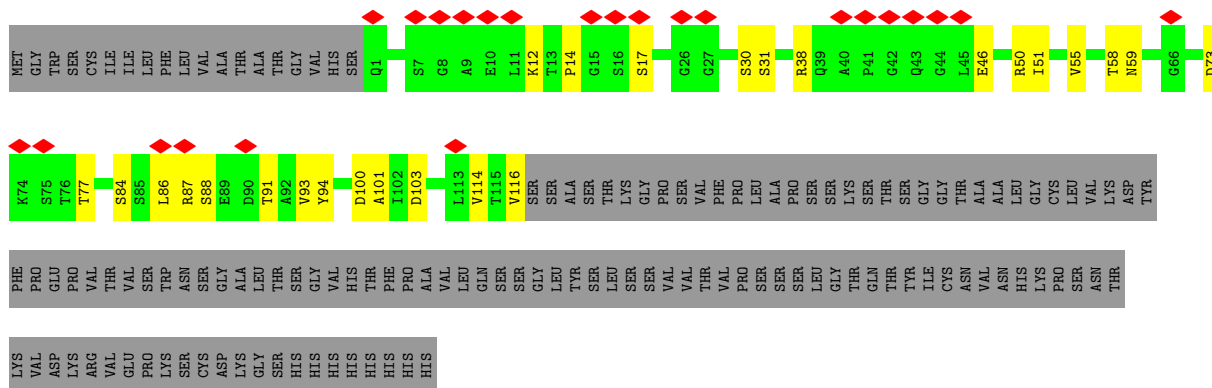 MET GLY TRP SER CYS ILE ILE LEU PHE LEU VAL ALA THR ALA THR GLY VAL HIS SER Q1 S7 G8 A9 E10 L11 K12 T13 P14 G15 S16 S17 G26 G27 S30 S31 R38 Q39 A40 P41 G42 Q43 G44 L45 E46 R50 I51 V55 T58 N59 G66 D73
K74 S75 T76 T77 S84 S85 L86 R87 S88 E89 D90 T91 A92 V93 Y94 D100 A101 I102 D103 L113 V114 T115 V116 SER SER ALA SER THR LYS GLY PRO SER VAL PHE PRO LEU ALA PRO SER SER LYS SER THR SER GLY GLY THR ALA ALA LEU GLY CYS LEU VAL LYS ASP TYR
PHE PRO GLU PRO VAL THR VAL SER TRP ASN SER GLY ALA LEU THR SER GLY VAL HIS THR PHE PRO ALA VAL LEU GLN SER SER GLY LEU TYR SER LEU SER SER VAL VAL THR VAL PRO SER SER SER LEU GLY THR GLN THR TYR ILE CYS ASN VAL ASN HIS LYS PRO SER ASN THR
LYS VAL ASP LYS ARG VAL GLU PRO LYS SER CYS ASP LYS GLY SER HIS HIS HIS HIS HIS HIS HIS HIS